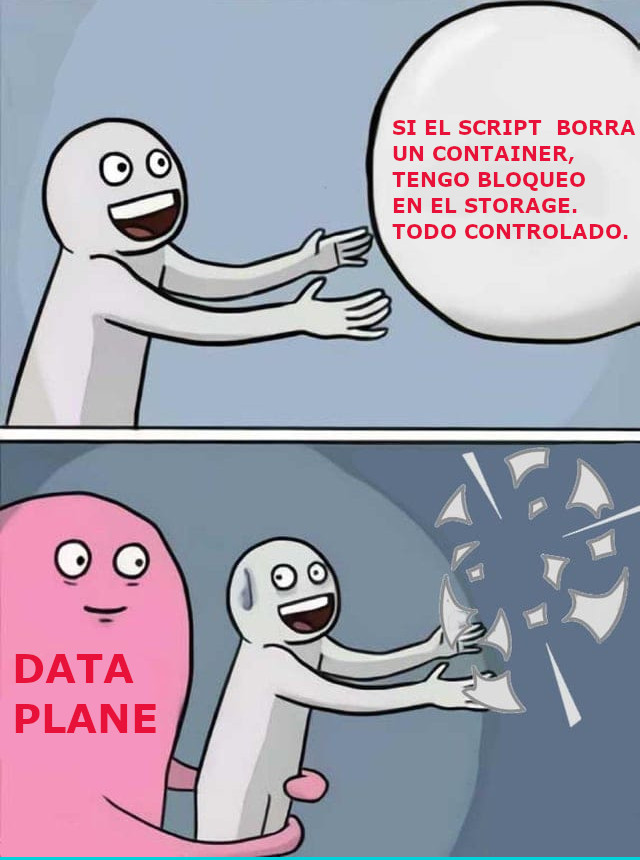 SI EL SCRIPT  BORRA
UN CONTAINER,
TENGO BLOQUEO
EN EL STORAGE.
TODO CONTROLADO.
DATA
PLANE